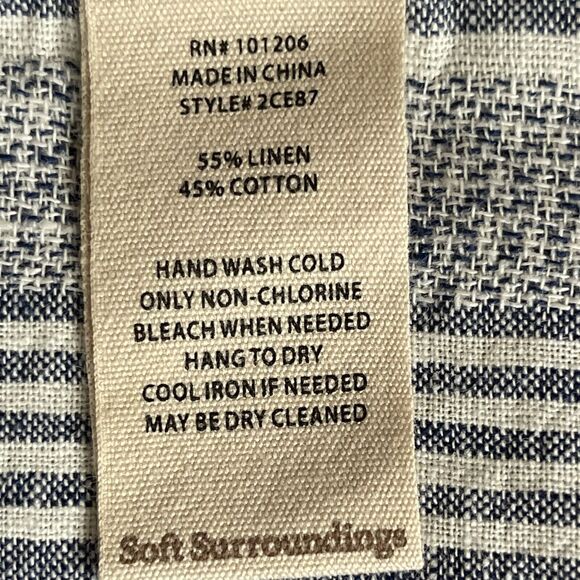 RN# 101206
MADE IN CHINA
STYLE# 2CE87
55% LINEN
45% COTTON
HAND WASH COLD
ONLY NON-CHLORINE
BLEACH WHEN NEEDED
HANG TO DRY
COOL IRON IF NEEDED
MAY BE DRY CLEANED
Soft Surroundings